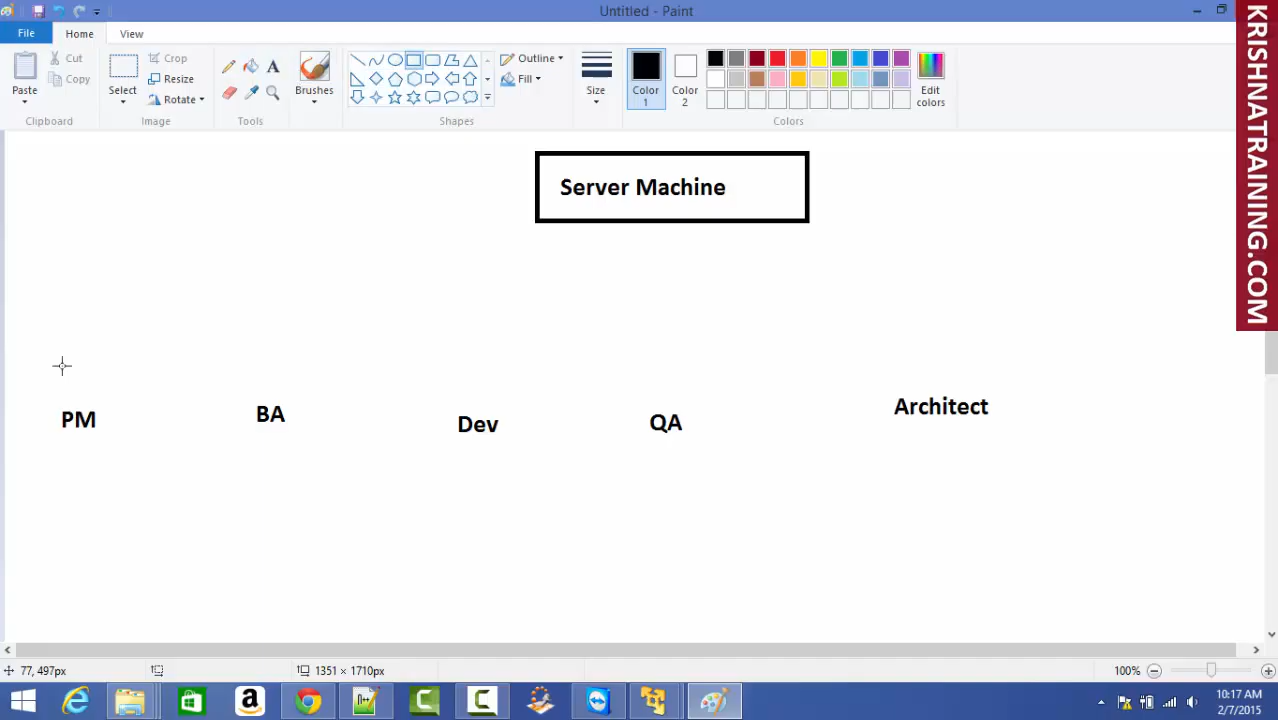 Untitled - Paint
File
Home
View
Paste
Cut
Copy
Clipboard
Select
Crop
Resize
Rotate
Image
A
Tools
Brushes
Shapes
Outline
Fill
Size
Color
1
Color
2
Edit
colors
Colors
KRISHNATRAINING.COM
Server Machine
PM
BA
Dev
QA
Architect
77, 497px
1351 × 1710px
100%
10:17 AM
2/7/2015